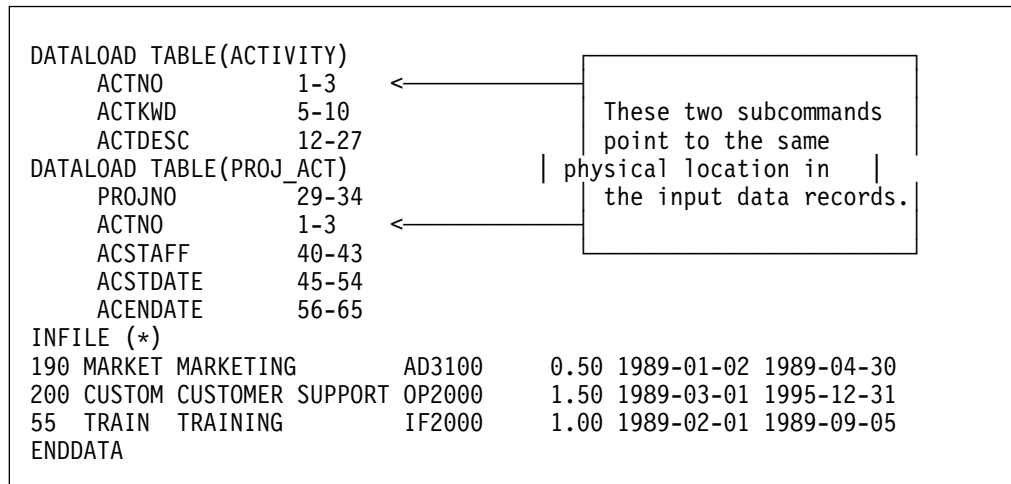 DATALOAD TABLE(ACTIVITY)
ACTNO 1-3 <
ACTKWD 5-10 These two subcommands
ACTDESC 12-27 point to the same
DATALOAD TABLE(PROJ_ACT) | physical location in |
PROJNO 29-34 the input data records.
ACTNO 1-3 <
ACSTAFF 40-43
ACSTDATE 45-54
ACENDATE 56-65
INFILE (*)
190 MARKET MARKETING AD3100 0.50 1989-01-02 1989-04-30
200 CUSTOM CUSTOMER SUPPORT OP2000 1.50 1989-03-01 1995-12-31
55 TRAIN TRAINING IF2000 1.00 1989-02-01 1989-09-05
ENDDATA